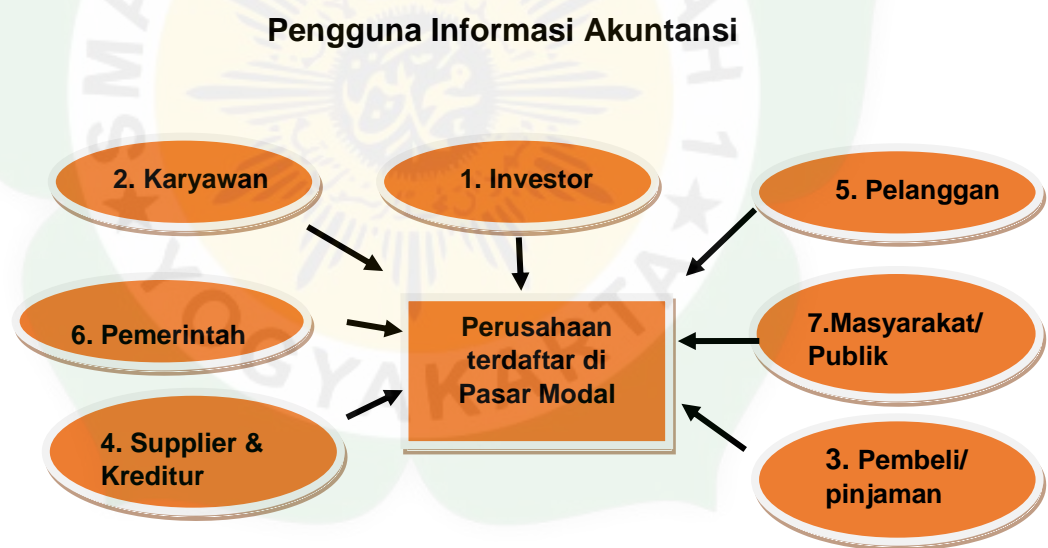 Pengguna Informasi Akuntansi
2. Karyawan
1. Investor
5. Pelanggan
6. Pemerintah
Perusahaan
terdaftar di
Pasar Modal
7.Masyarakat/
Publik
4. Supplier &
Kreditur
3. Pembeli/
pinjaman
YOGYAKARTA